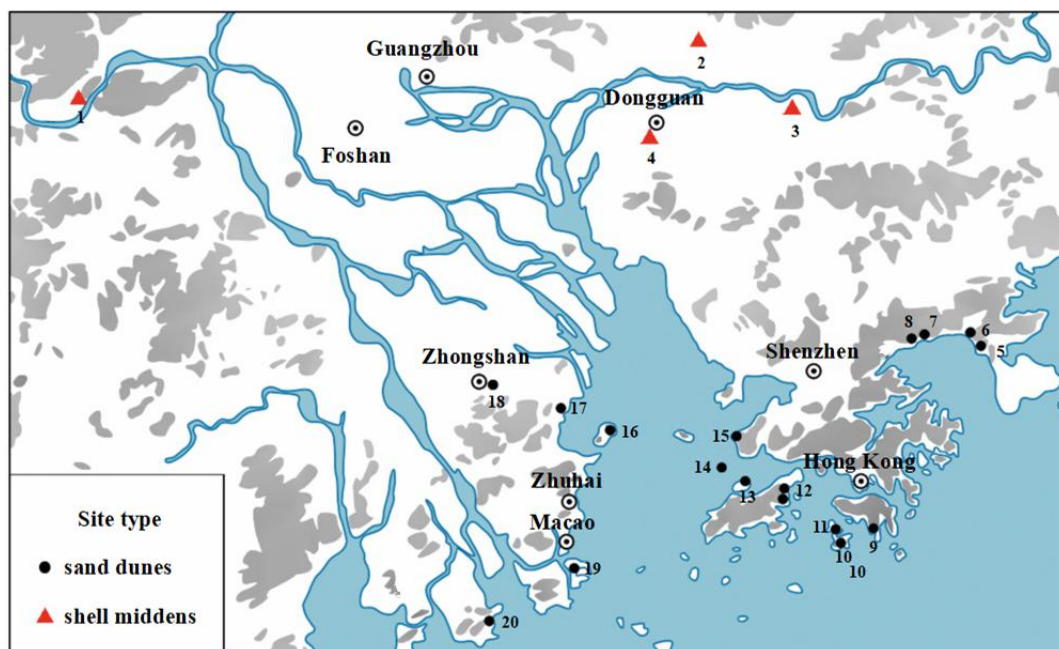 Guangzhou
2
Dongguan
1
3
Foshan
4
8
7
6
5
Zhongshan
Shenzhen
18
17
16
15
Hong Kong
14
Zhuhai
13
12
Macao
11
9
10
10
19
20
Site type
sand dunes
shell middens